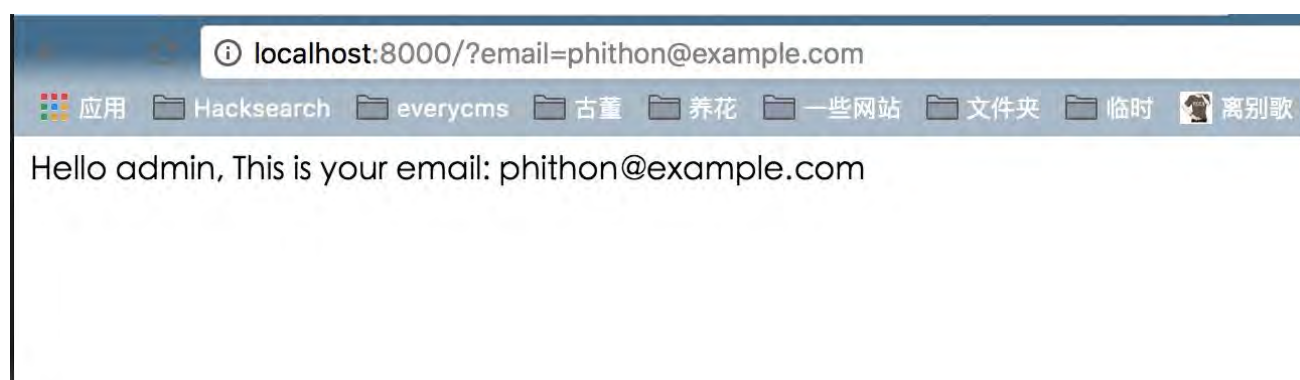 localhost:8000/?email=phithon@example.com
应用 Hacksearch everycms 古董 养花 一些网站 文件夹 临时 离别歌
Hello admin, This is your email: phithon@example.com